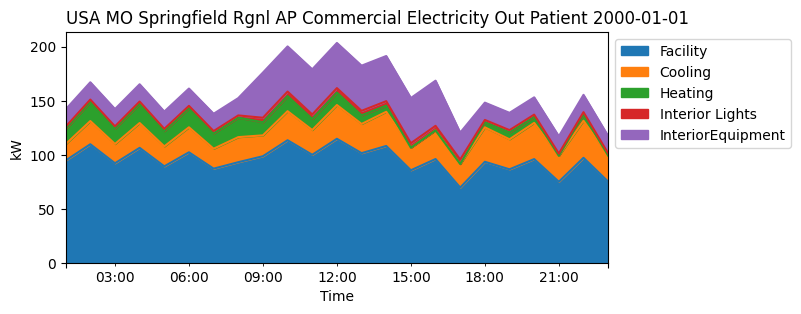 USA MO Springfield Rgnl AP Commercial Electricity Out Patient 2000-01-01
200
150
100
50
0
kW
03:00 06:00 09:00 12:00 15:00 18:00 21:00
Time
Facility
Cooling
Heating
Interior Lights
InteriorEquipment